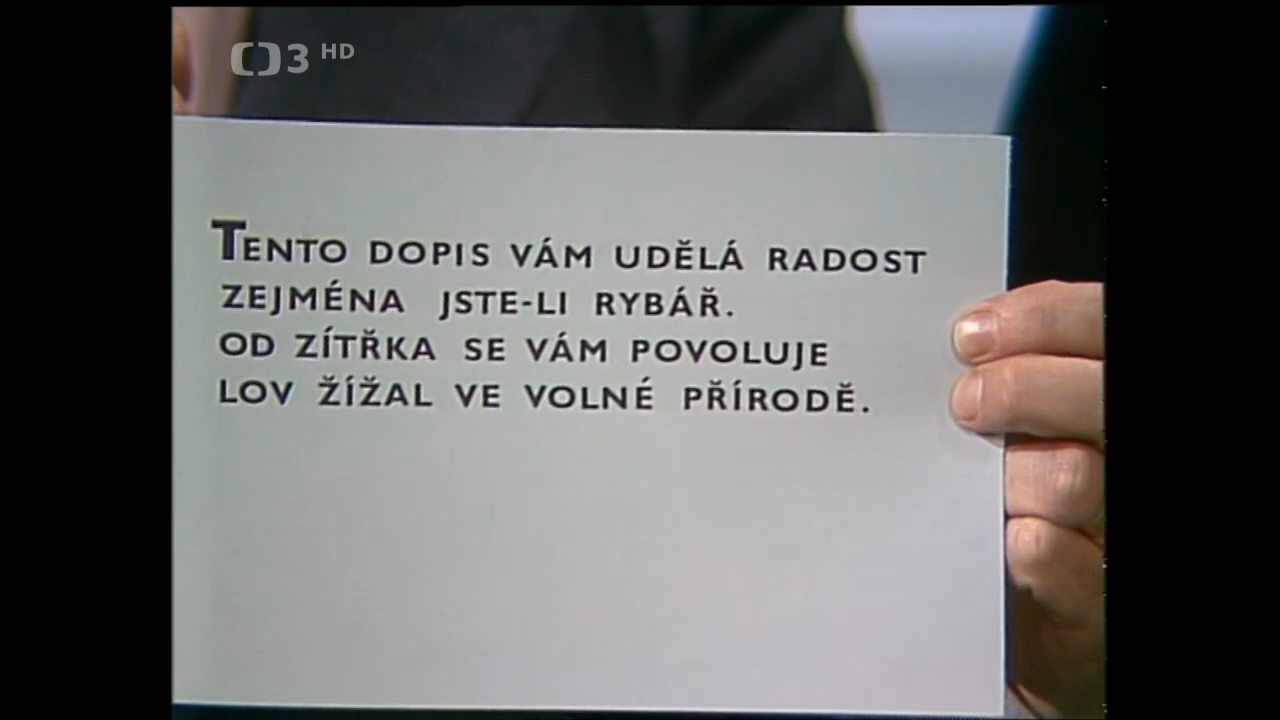 3 HD
TENTO DOPIS VÁM UDĚLÁ RADOST
ZEJMÉNA JSTE-LI RYBÁŘ.
OD ZÍTŘKA SE VÁM POVOLUJE
LOV ŽÍŽAL VE VOLNÉ PŘÍRODĚ.